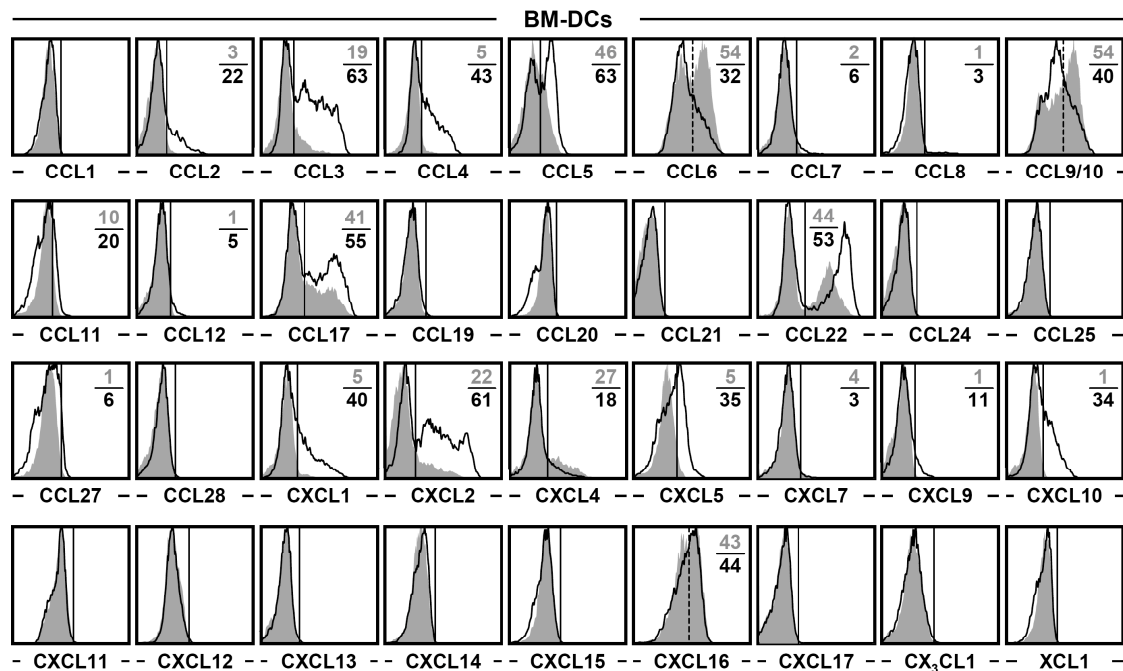 BM-DCs
3 19 5 46 54 2 1 54
22 63 43 63 32 6 3 40
CCL1 CCL2 CCL3 CCL4 CCL5 CCL6 CCL7 CCL8 CCL9/10
10 1 41 44
20 5 55 53
CCL11 CCL12 CCL17 CCL19 CCL20 CCL21 CCL22 CCL24 CCL25
1 5 22 27 5 4 1 1
6 40 61 18 35 3 11 34
CCL27 CCL28 CXCL1 CXCL2 CXCL4 CXCL5 CXCL7 CXCL9 CXCL10
43
44
CXCL11 CXCL12 CXCL13 CXCL14 CXCL15 CXCL16 CXCL17 CX₃CL1 XCL1